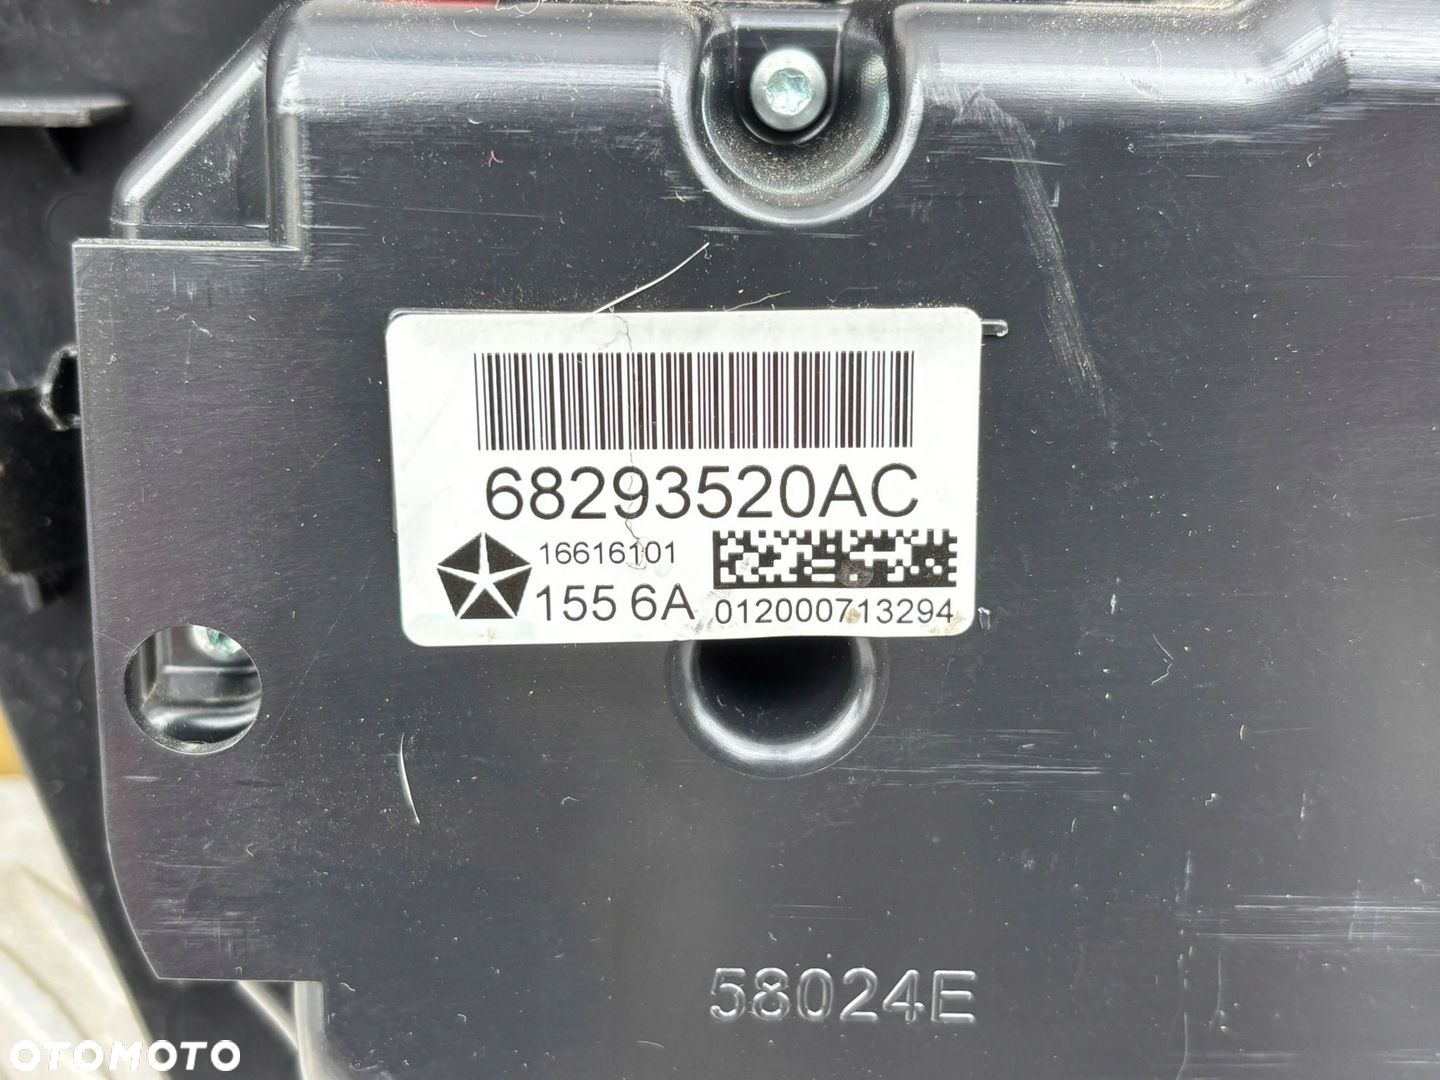 68293520AC
16616101
155 6A
012000713294
58024E
OTOMOTO